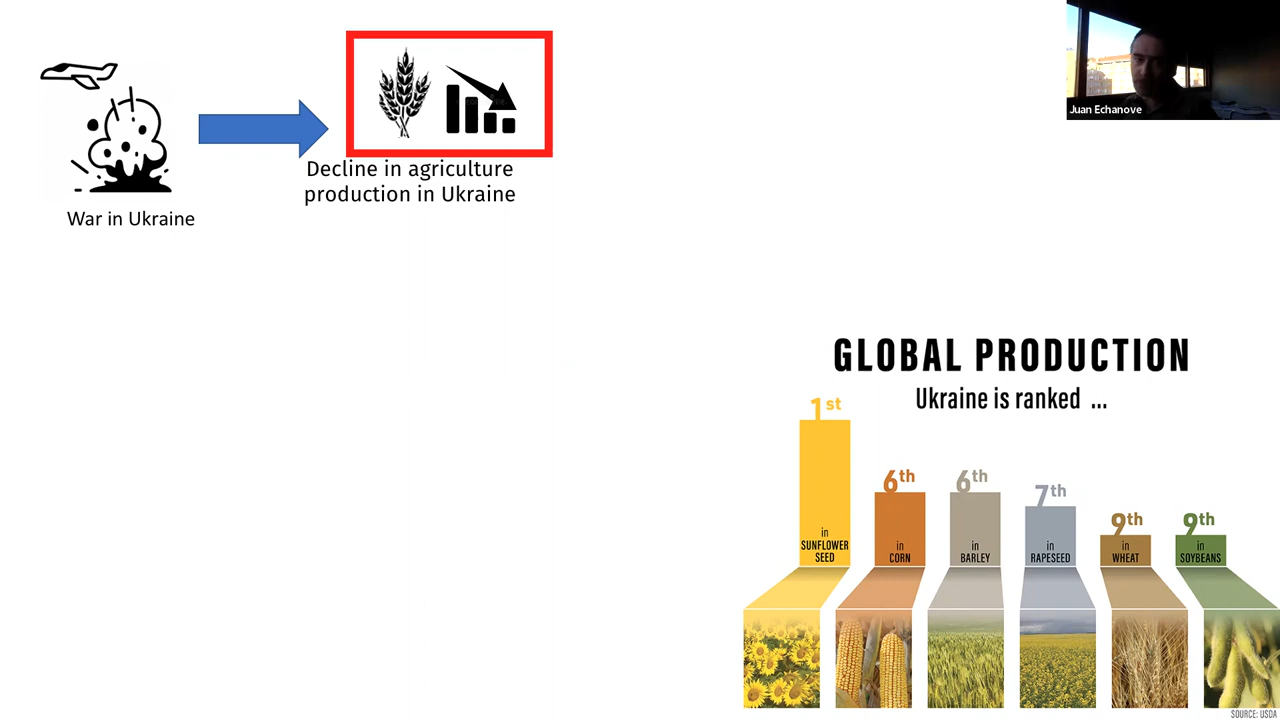 Juan Echanove
War in Ukraine
Decline in agriculture
production in Ukraine
GLOBAL PRODUCTION
Ukraine is ranked ...
1st
in
SUNFLOWER
SEED
6th
in
CORN
6th
in
BARLEY
7th
in
RAPESEED
9th
in
WHEAT
9th
in
SOYBEANS
SOURCE: USDA